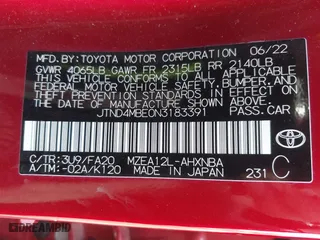 MFD.BY:TOYOTA MOTOR CORPORATION 06/22
GVWR 4065LB GAWR FR 2315LB RR 2140LB
THIS VEHICLE CONFORMS TO ALL APPLICABLE
FEDERAL MOTOR VEHICLE SAFETY, BUMPER, AND
THEFT PREVENTION STANDARDS IN EFFECT ON
THE DATE OF MANUFACTURE SHOWN ABOVE.
JTND4MBE0N3183391 PASS.CAR
TOYOTA
C/TR:3U9/FA20 MZEA12L-AHXNBA
A/TM:-02A/K120 MADE IN JAPAN 231 C
DREAMBID